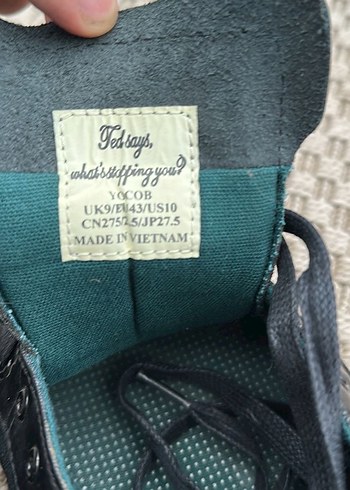 Ted says,
what's stopping you?
YOCOB
UK9/EU43/US10
CN275/2.5/JP27.5
MADE IN VIETNAM